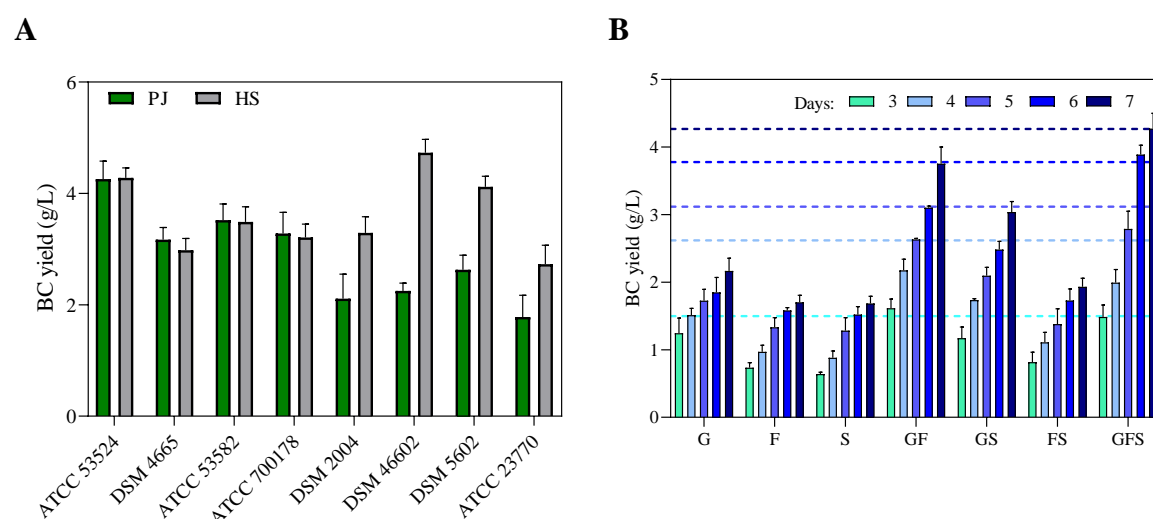 A
BC yield (g/L)
6
4
2
0
PJ HS
ATCC 53524
DSM 4665
ATCC 53582
ATCC 700178
DSM 2004
DSM 46602
DSM 5602
ATCC 23770
B
BC yield (g/L)
5
4
3
2
1
0
Days: 3 4 5 6 7
G F S GF GS FS GFS